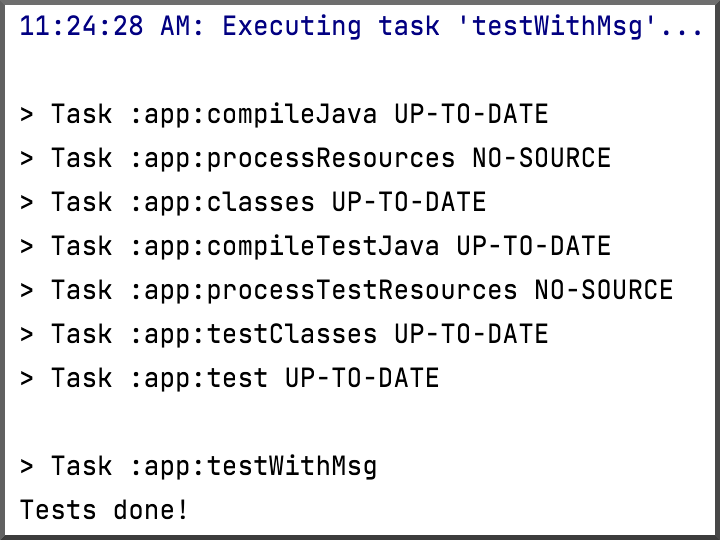 11:24:28 AM: Executing task 'testWithMsg'...
> Task :app:compileJava UP-TO-DATE
> Task :app:processResources NO-SOURCE
> Task :app:classes UP-TO-DATE
> Task :app:compileTestJava UP-TO-DATE
> Task :app:processTestResources NO-SOURCE
> Task :app:testClasses UP-TO-DATE
> Task :app:test UP-TO-DATE
> Task :app:testWithMsg
Tests done!